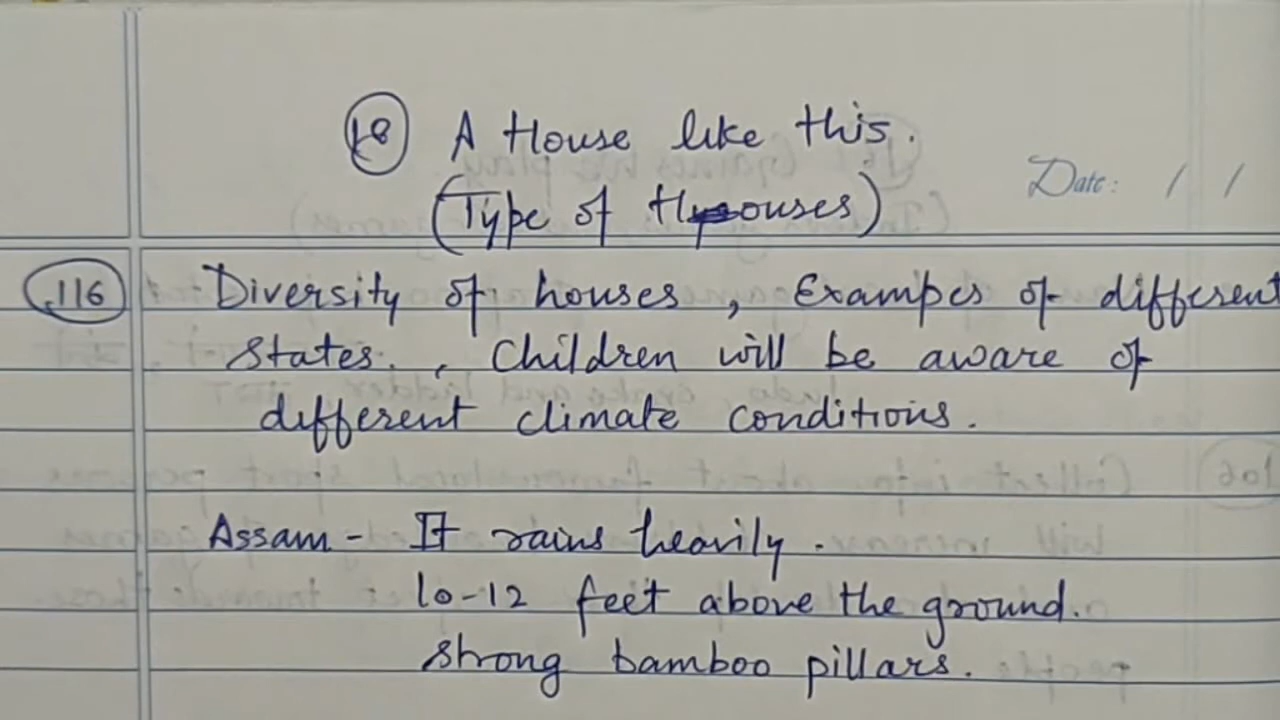 18 A House like this.
(Type of Houses)
Date: / /
116 Diversity of houses, Exampes of different
States., Children will be aware of
different climate conditions.
Assam - It rains heavily.
10-12 feet above the ground.
strong bamboo pillars.